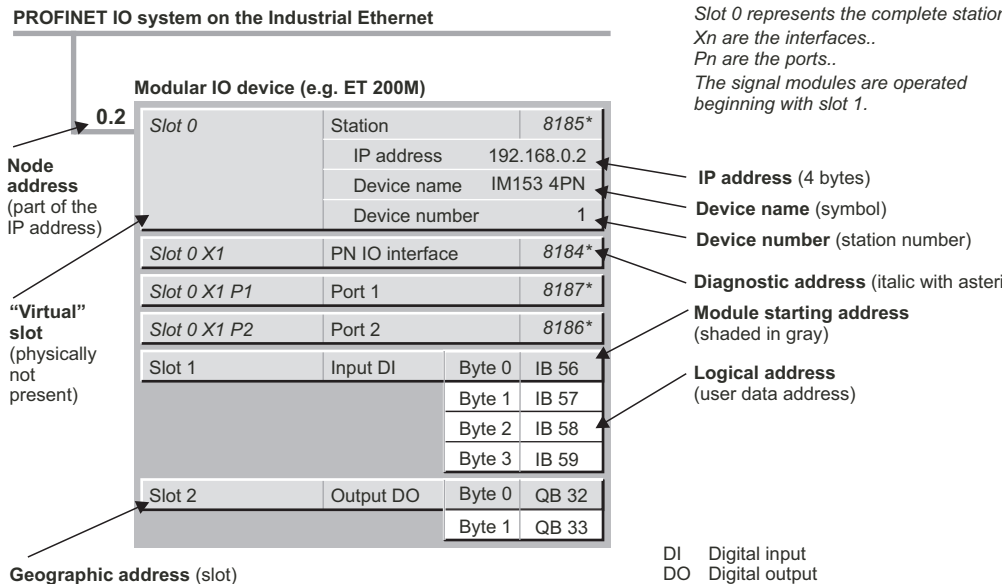 PROFINET IO system on the Industrial Ethernet
Slot 0 represents the complete station
Xn are the interfaces..
Pn are the ports..
The signal modules are operated
beginning with slot 1.
Modular IO device (e.g. ET 200M)
0.2
Slot 0 Station 8185*
IP address 192.168.0.2
Device name IM153 4PN
Device number 1
Slot 0 X1 PN IO interface 8184*
Slot 0 X1 P1 Port 1 8187*
Slot 0 X1 P2 Port 2 8186*
Slot 1 Input DI Byte 0 IB 56
Byte 1 IB 57
Byte 2 IB 58
Byte 3 IB 59
Slot 2 Output DO Byte 0 QB 32
Byte 1 QB 33
Node
address
(part of the
IP address)
"Virtual"
slot
(physically
not
present)
Geographic address (slot)
IP address (4 bytes)
Device name (symbol)
Device number (station number)
Diagnostic address (italic with
Module starting address
(shaded in gray)
Logical address
(user data address)
DI Digital input
DO Digital output